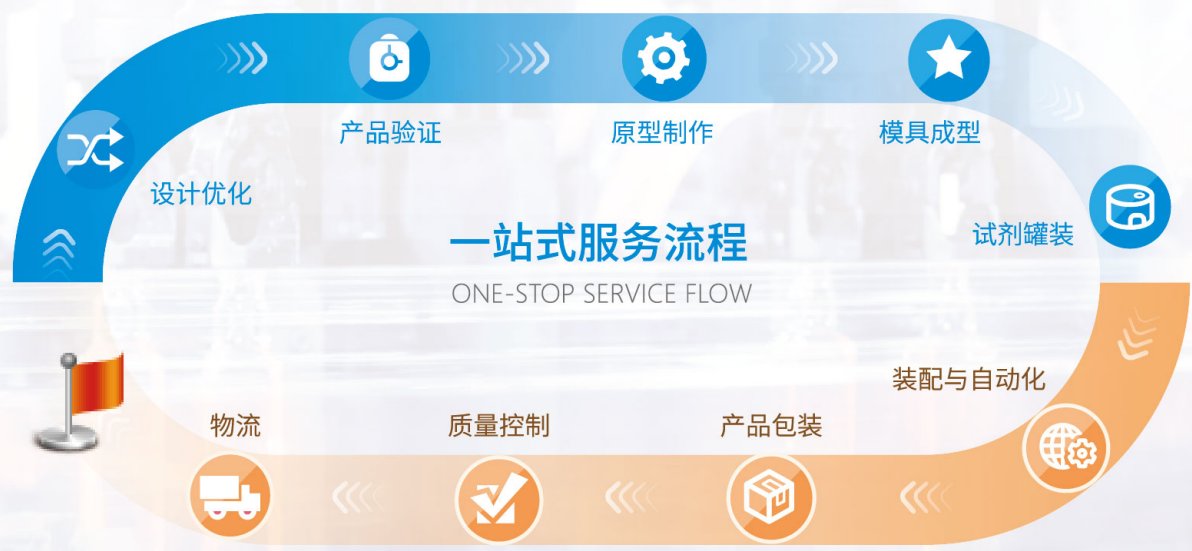 产品验证
原型制作
模具成型
设计优化
试剂罐装
一站式服务流程
ONE-STOP SERVICE FLOW
装配与自动化
物流
质量控制
产品包装